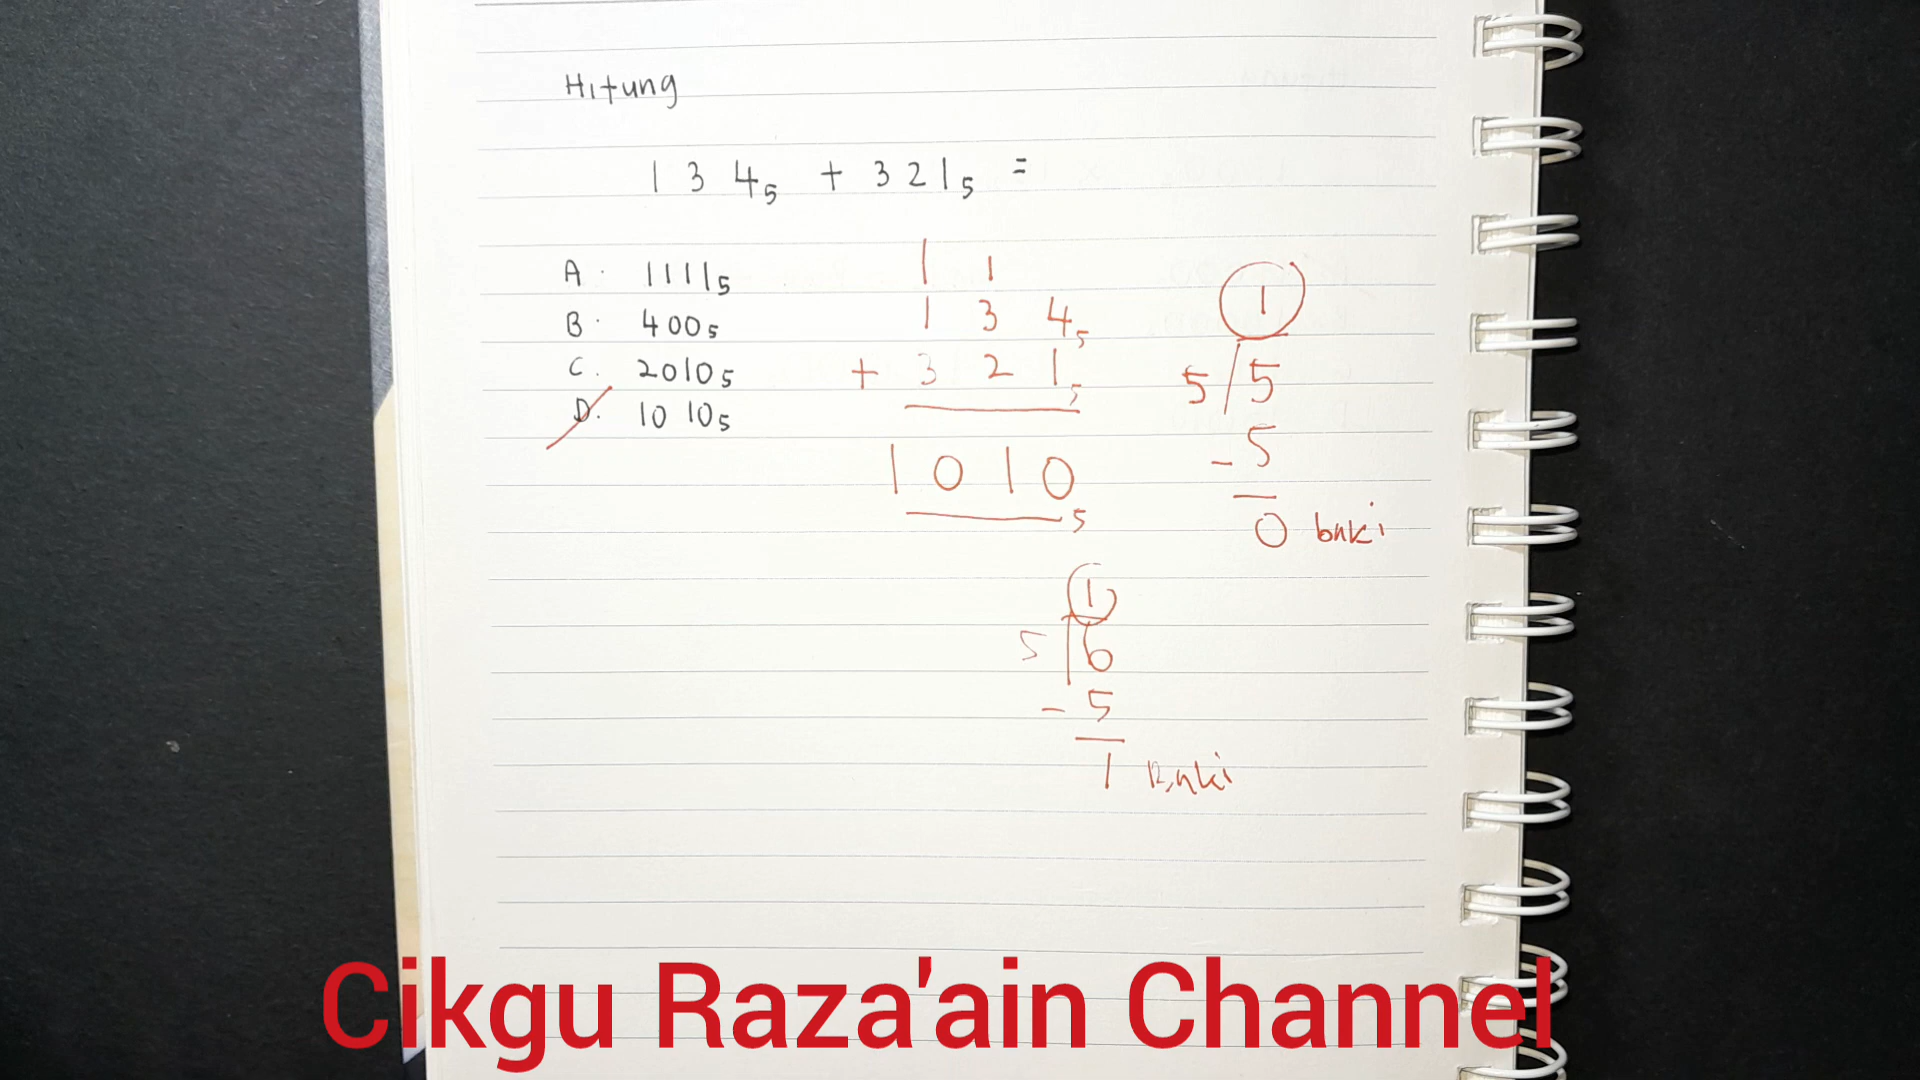 Hitung
134₅ + 321₅ =
A. 1111₅
B. 400₅
C. 2010₅
D. 1010₅
1 1
1 3 4₅
+ 3 2 1₅
1 0 1 0₅
1
5 / 5
- 5
0 baki
1
5 6
- 5
1 baki
Cikgu Raza'ain Channel